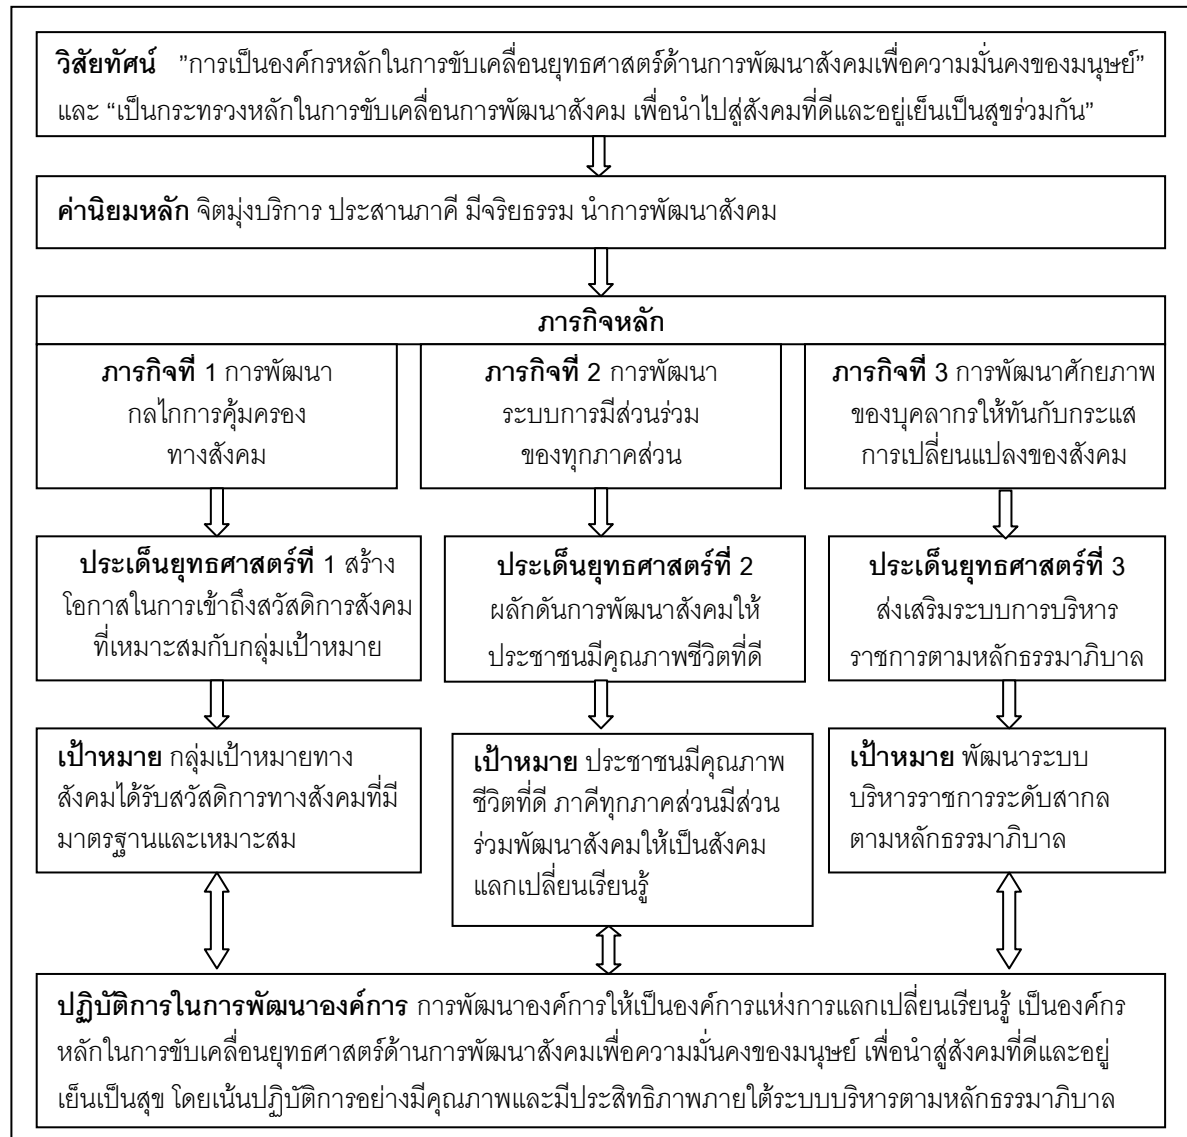 วิสัยทัศน์ ”การเป็นองค์กรหลักในการขับเคลื่อนยุทธศาสตร์ด้านการพัฒนาสังคมเพื่อความมั่นคงของมนุษย์”
และ “เป็นกระทรวงหลักในการขับเคลื่อนการพัฒนาสังคม เพื่อนำไปสู่สังคมที่ดีและอยู่เย็นเป็นสุขร่วมกัน”
ค่านิยมหลัก จิตมุ่งบริการ ประสานภาคี มีจริยธรรม นำการพัฒนาสังคม
ภารกิจหลัก
ภารกิจที่ 1 การพัฒนา
กลไกการคุ้มครอง
ทางสังคม
ภารกิจที่ 2 การพัฒนา
ระบบการมีส่วนร่วม
ของทุกภาคส่วน
ภารกิจที่ 3 การพัฒนาศักยภาพ
ของบุคลากรให้ทันกับกระแส
การเปลี่ยนแปลงของสังคม
ประเด็นยุทธศาสตร์ที่ 1 สร้าง
โอกาสในการเข้าถึงสวัสดิการสังคม
ที่เหมาะสมกับกลุ่มเป้าหมาย
ประเด็นยุทธศาสตร์ที่ 2
ผลักดันการพัฒนาสังคมให้
ประชาชนมีคุณภาพชีวิตที่ดี
ประเด็นยุทธศาสตร์ที่ 3
ส่งเสริมระบบการบริหาร
ราชการตามหลักธรรมาภิบาล
เป้าหมาย กลุ่มเป้าหมายทาง
สังคมได้รับสวัสดิการทางสังคมที่มี
มาตรฐานและเหมาะสม
เป้าหมาย ประชาชนมีคุณภาพ
ชีวิตที่ดี ภาคีทุกภาคส่วนมีส่วน
ร่วมพัฒนาสังคมให้เป็นสังคม
แลกเปลี่ยนเรียนรู้
เป้าหมาย พัฒนาระบบ
บริหารราชการระดับสากล
ตามหลักธรรมาภิบาล
ปฏิบัติการในการพัฒนาองค์การ การพัฒนาองค์การให้เป็นองค์การแห่งการแลกเปลี่ยนเรียนรู้ เป็นองค์กร
หลักในการขับเคลื่อนยุทธศาสตร์ด้านการพัฒนาสังคมเพื่อความมั่นคงของมนุษย์ เพื่อนำสู่สังคมที่ดีและอยู่
เย็นเป็นสุข โดยเน้นปฏิบัติการอย่างมีคุณภาพและมีประสิทธิภาพภายใต้ระบบบริหารตามหลักธรรมาภิบาล